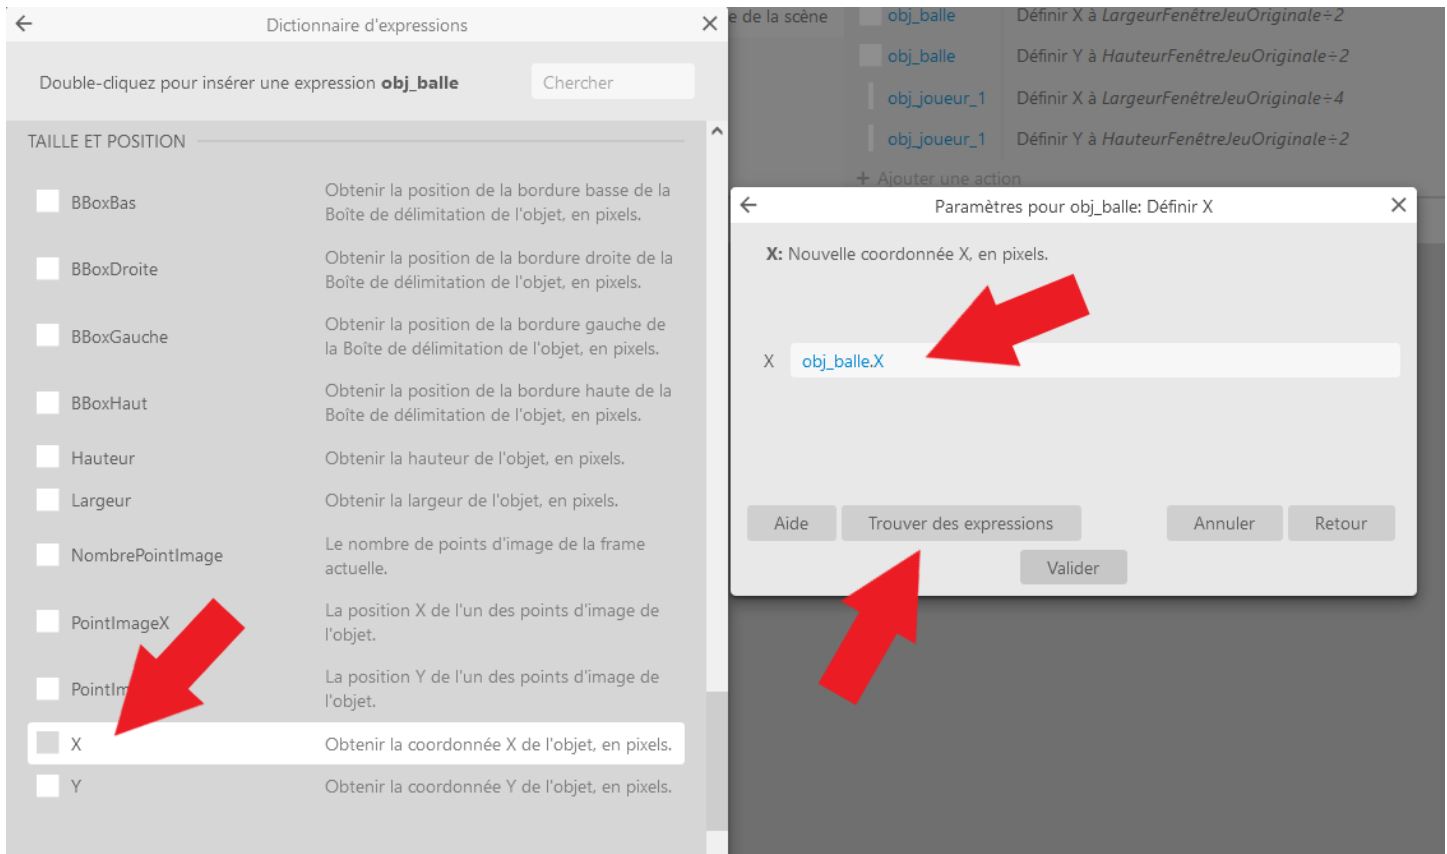 Dictionnaire d'expressions
Double-cliquez pour insérer une expression obj_balle
Chercher
TAILLE ET POSITION
BBoxBas
Obtenir la position de la bordure basse de la
Boîte de délimitation de l'objet, en pixels.
BBoxDroite
Obtenir la position de la bordure droite de la
Boîte de délimitation de l'objet, en pixels.
BBoxGauche
Obtenir la position de la bordure gauche de
la Boîte de délimitation de l'objet, en pixels.
BBoxHaut
Obtenir la position de la bordure haute de la
Boîte de délimitation de l'objet, en pixels.
Hauteur
Obtenir la hauteur de l'objet, en pixels.
Largeur
Obtenir la largeur de l'objet, en pixels.
NombrePointImage
Le nombre de points d'image de la frame
actuelle.
PointImageX
La position X de l'un des points d'image de
l'objet.
PointIm
La position Y de l'un des points d'image de
l'objet.
X
Obtenir la coordonnée X de l'objet, en pixels.
Y
Obtenir la coordonnée Y de l'objet, en pixels.
e de la scène
obj_balle
Définir X à LargeurFenêtreJeuOriginale÷2
obj_balle
Définir Y à HauteurFenêtreJeuOriginale÷2
obj_joueur_1
Définir X à LargeurFenêtreJeuOriginale÷4
obj_joueur_1
Définir Y à HauteurFenêtreJeuOriginale÷2
+ Ajouter une action
Paramètres pour obj_balle: Définir X
X: Nouvelle coordonnée X, en pixels.
X
obj_balle.X
Aide
Trouver des expressions
Annuler
Retour
Valider